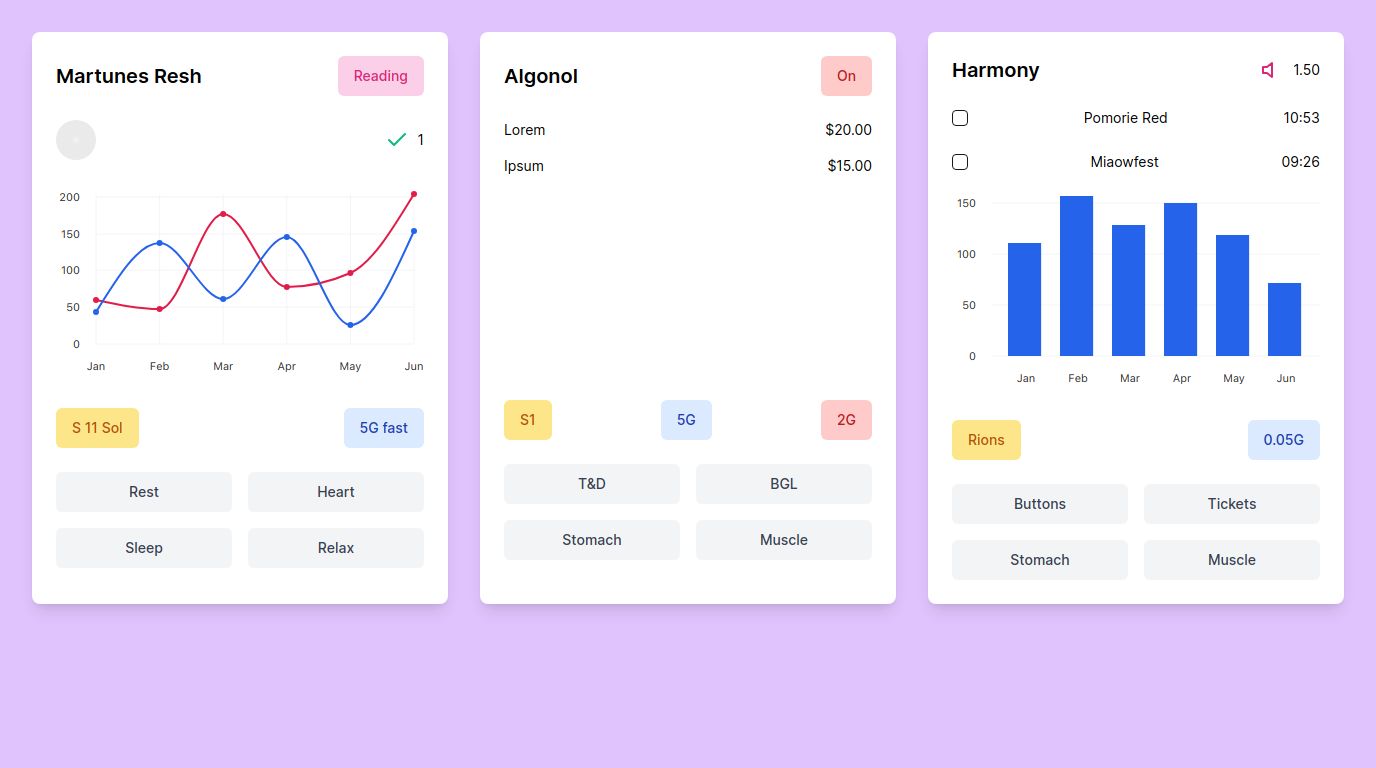 Martunes Resh Reading
1
200
150
100
50
0
Jan Feb Mar Apr May Jun
S 11 Sol 5G fast
Rest Heart
Sleep Relax
Algonol On
Lorem $20.00
Ipsum $15.00
S1 5G 2G
T&D BGL
Stomach Muscle
Harmony 1.50
Pomorie Red 10:53
Miaowfest 09:26
150
100
50
0
Jan Feb Mar Apr May Jun
Rions 0.05G
Buttons Tickets
Stomach Muscle